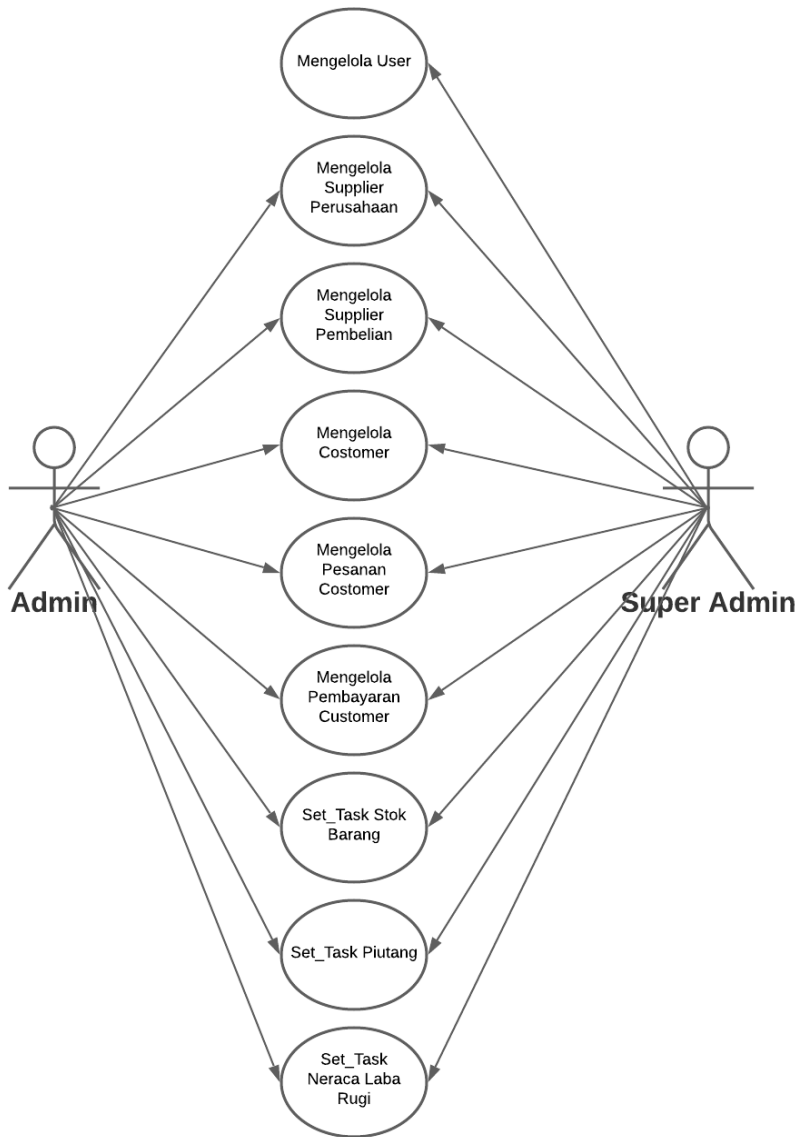 Mengelola User
Mengelola
Supplier
Perusahaan
Mengelola
Supplier
Pembelian
Mengelola
Costomer
Mengelola
Pesanan
Costomer
Admin
Super Admin
Mengelola
Pembayaran
Customer
Set_Task Stok
Barang
Set_Task Piutang
Set_Task
Neraca Laba
Rugi